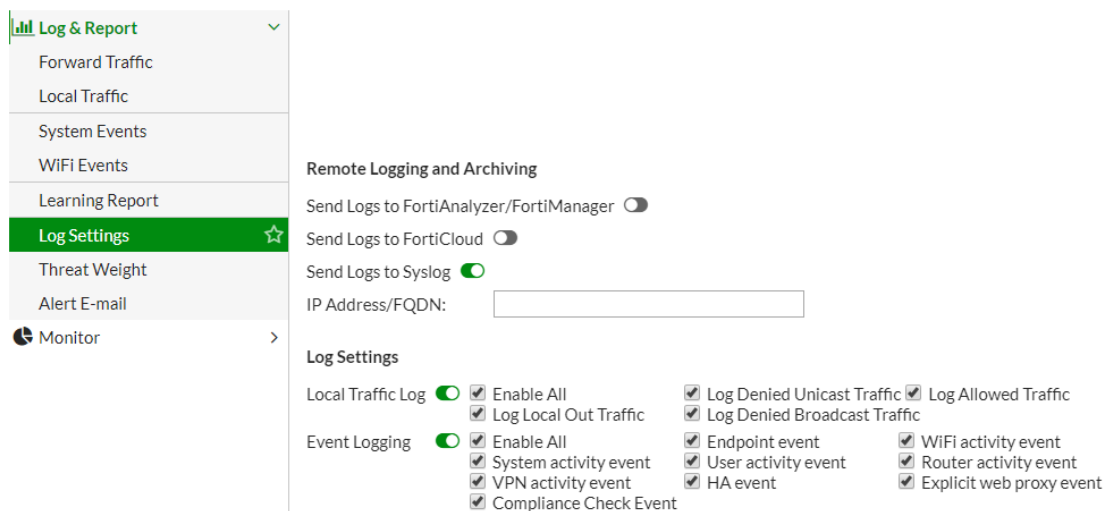 Log & Report
Forward Traffic
Local Traffic
System Events
WiFi Events
Learning Report
Log Settings
Threat Weight
Alert E-mail
Monitor
Remote Logging and Archiving
Send Logs to FortiAnalyzer/FortiManager
Send Logs to FortiCloud
Send Logs to Syslog
IP Address/FQDN:
Log Settings
Local Traffic Log Enable All Log Denied Unicast Traffic Log Allowed Traffic
Log Local Out Traffic Log Denied Broadcast Traffic
Event Logging Enable All Endpoint event WiFi activity event
System activity event User activity event Router activity event
VPN activity event HA event Explicit web proxy event
Compliance Check Event